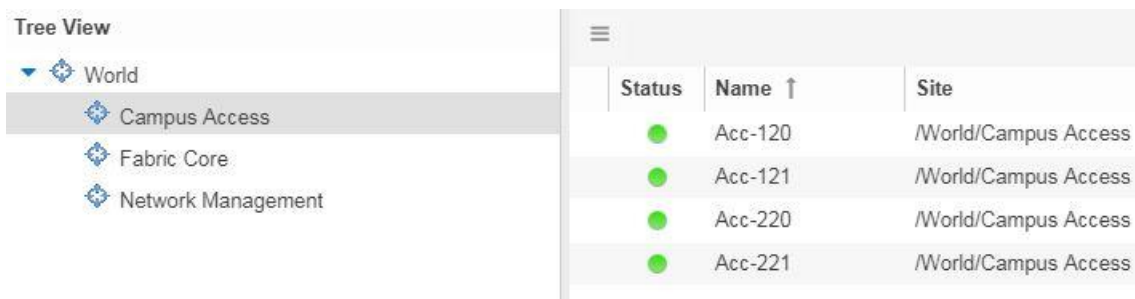 Tree View
World
Campus Access
Fabric Core
Network Management
Status Name ↑ Site
Acc-120 /World/Campus Access
Acc-121 /World/Campus Access
Acc-220 /World/Campus Access
Acc-221 /World/Campus Access